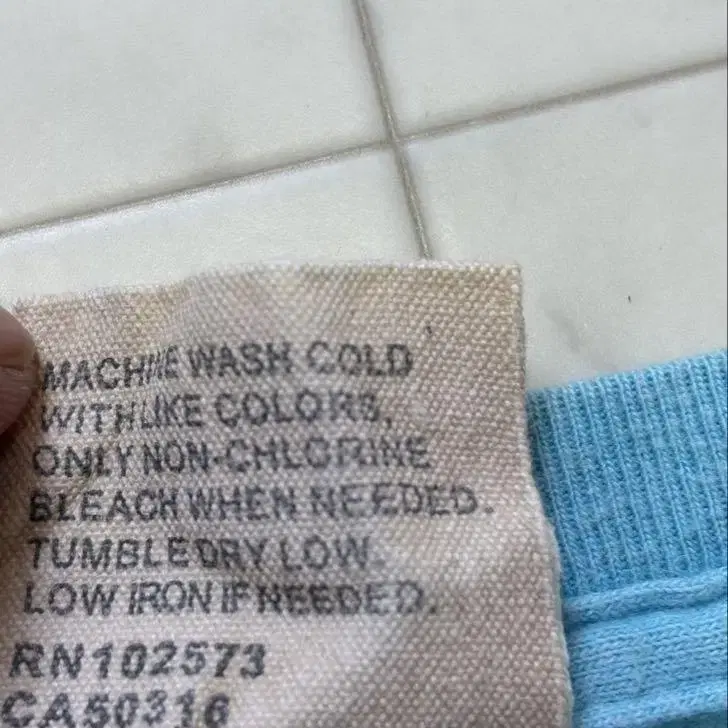 MACHINE WASH COLD
WITH LIKE COLORS,
ONLY NON-CHLORINE
BLEACH WHEN NEEDED.
TUMBLE DRY LOW.
LOW IRON IF NEEDED.
RN102573
CA50316